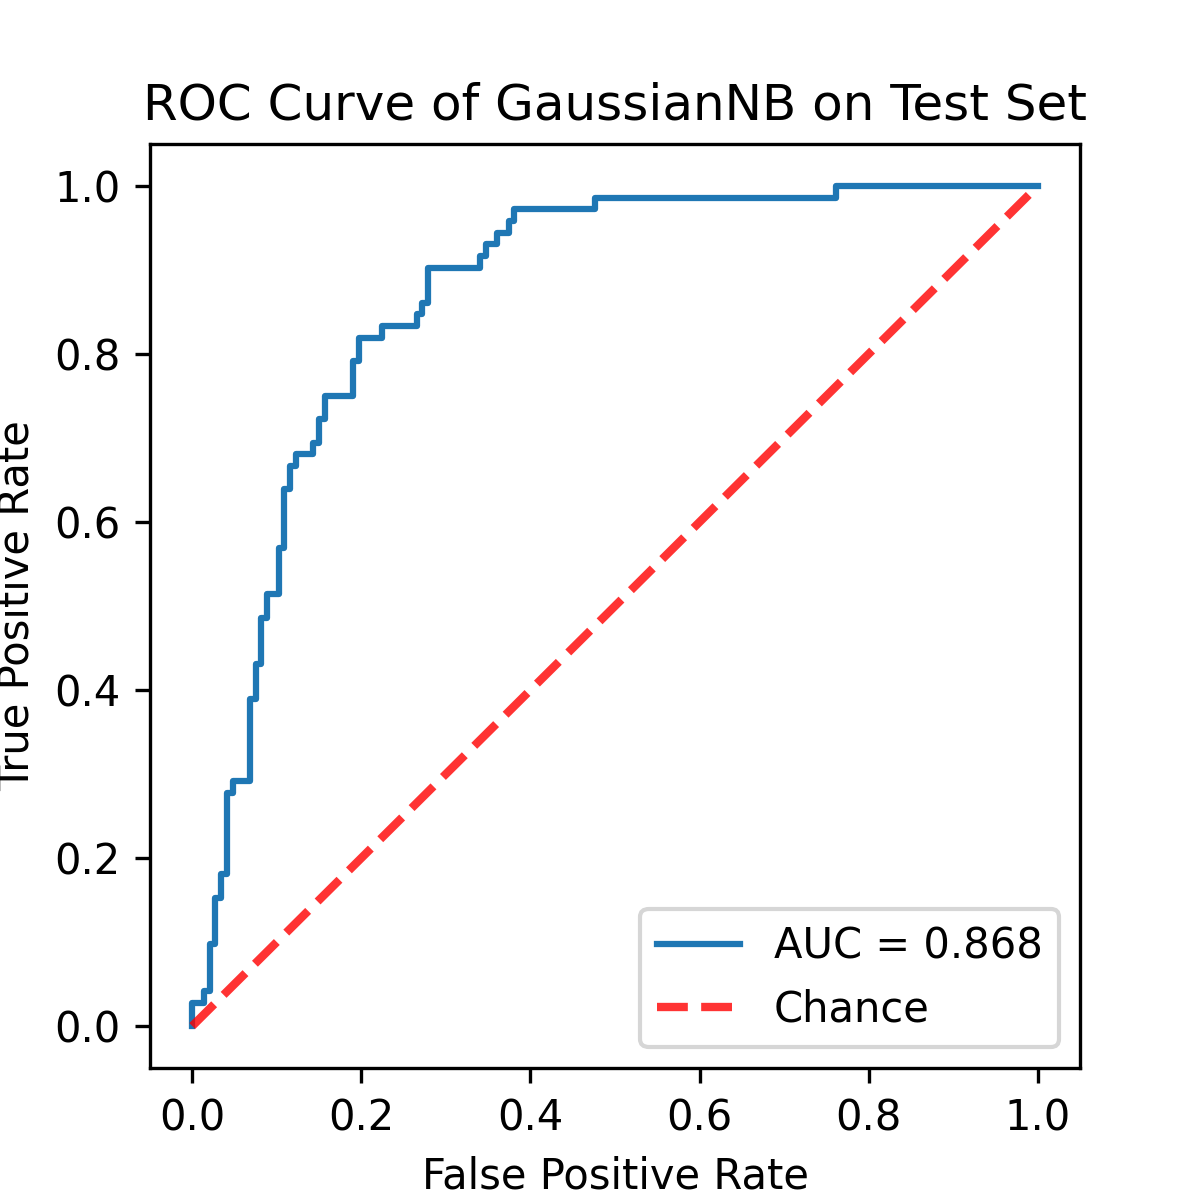 ROC Curve of GaussianNB on Test Set
True Positive Rate
1.0
0.8
0.6
0.4
0.2
0.0
AUC = 0.868
Chance
0.0 0.2 0.4 0.6 0.8 1.0
False Positive Rate